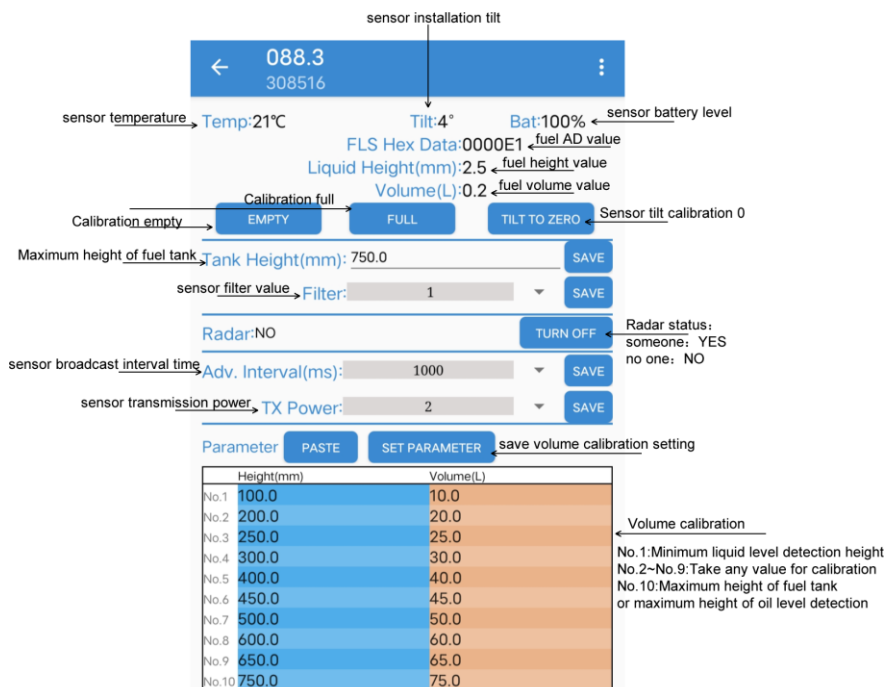 sensor installation tilt
088.3
308516
sensor temperature
Temp:21℃
Tilt:4°
Bat:100%
sensor battery level
FLS Hex Data:0000E1
fuel AD value
Liquid Height(mm):2.5
fuel height value
Volume(L):0.2
fuel volume value
Calibration full
Calibration empty
EMPTY
FULL
TILT TO ZERO
Sensor tilt calibration 0
Maximum height of fuel tank
Tank Height(mm): 750.0
SAVE
sensor filter value
Filter:
1
SAVE
Radar:NO
TURN OFF
Radar status：
someone：YES
no one：NO
sensor broadcast interval time
Adv. Interval(ms):
1000
SAVE
sensor transmission power
TX Power:
2
SAVE
Parameter
PASTE
SET PARAMETER
save volume calibration setting
Height(mm) Volume(L)
No.1 100.0 10.0
No.2 200.0 20.0
No.3 250.0 25.0
No.4 300.0 30.0
No.5 400.0 40.0
No.6 450.0 45.0
No.7 500.0 50.0
No.8 600.0 60.0
No.9 650.0 65.0
No.10 750.0 75.0
Volume calibration
No.1:Minimum liquid level detection height
No.2~No.9:Take any value for calibration
No.10:Maximum height of fuel tank
or maximum height of oil level detection